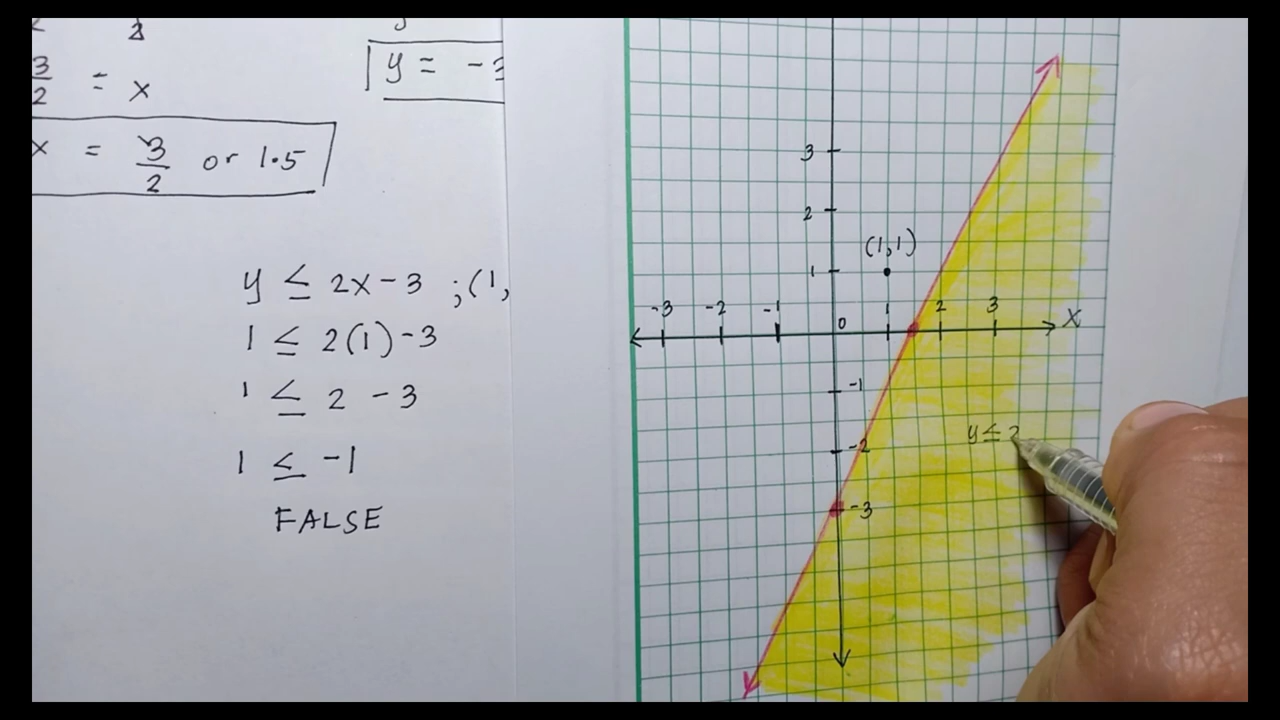 3/2 = x
x = 3/2 or 1.5
y = -3
y ≤ 2x - 3 ; (1,
1 ≤ 2(1) - 3
1 ≤ 2 - 3
1 ≤ -1
FALSE
3
2
(1,1)
1
-3 -2 -1 0 1 2 3 X
-1
-2
-3
y ≤ 2